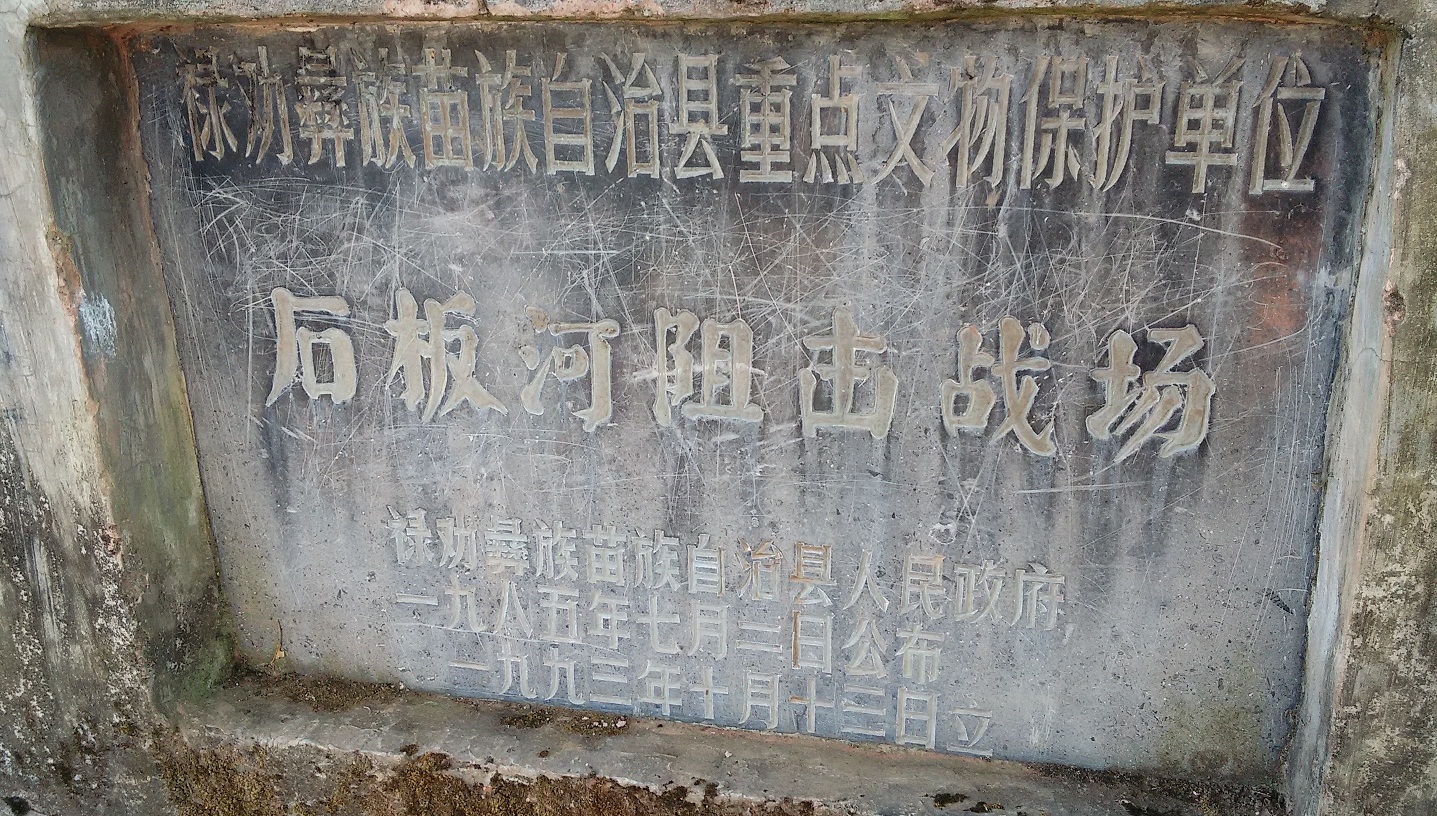 禄劝彝族苗族自治县重点文物保护单位
石板河阻击战场
禄劝彝族苗族自治县人民政府,
一九八五年七月二日公布
一九九二年十月十三日立